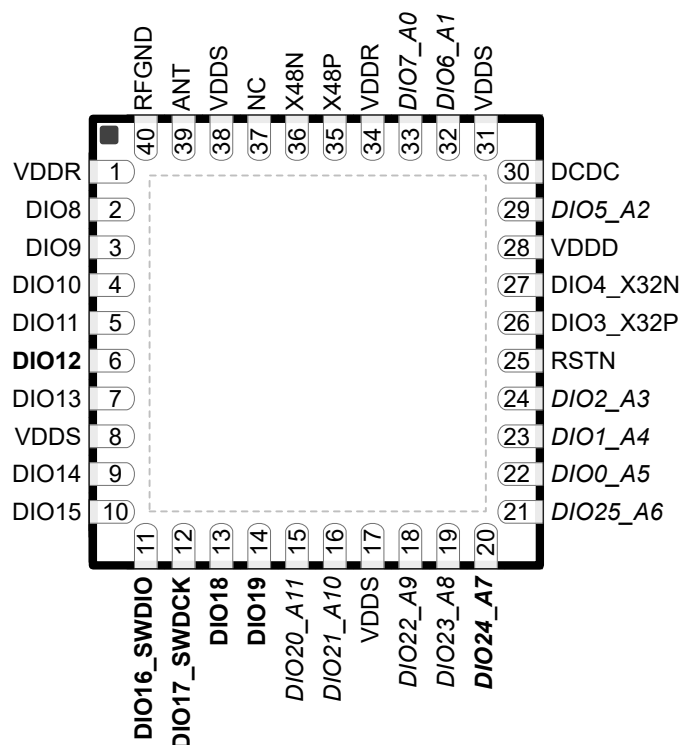 RFGND
ANT
VDDS
NC
X48N
X48P
VDDR
DIO7_A0
DIO6_A1
VDDS
40
39
38
37
36
35
34
33
32
31
VDDR 1
30 DCDC
DIO8 2
29 DIO5_A2
DIO9 3
28 VDDD
DIO10 4
27 DIO4_X32N
DIO11 5
26 DIO3_X32P
DIO12 6
25 RSTN
DIO13 7
24 DIO2_A3
VDDS 8
23 DIO1_A4
DIO14 9
22 DIO0_A5
DIO15 10
21 DIO25_A6
11
12
13
14
15
16
17
18
19
20
DIO16_SWDIO
DIO17_SWDCK
DIO18
DIO19
DIO20_A11
DIO21_A10
VDDS
DIO22_A9
DIO23_A8
DIO24_A7